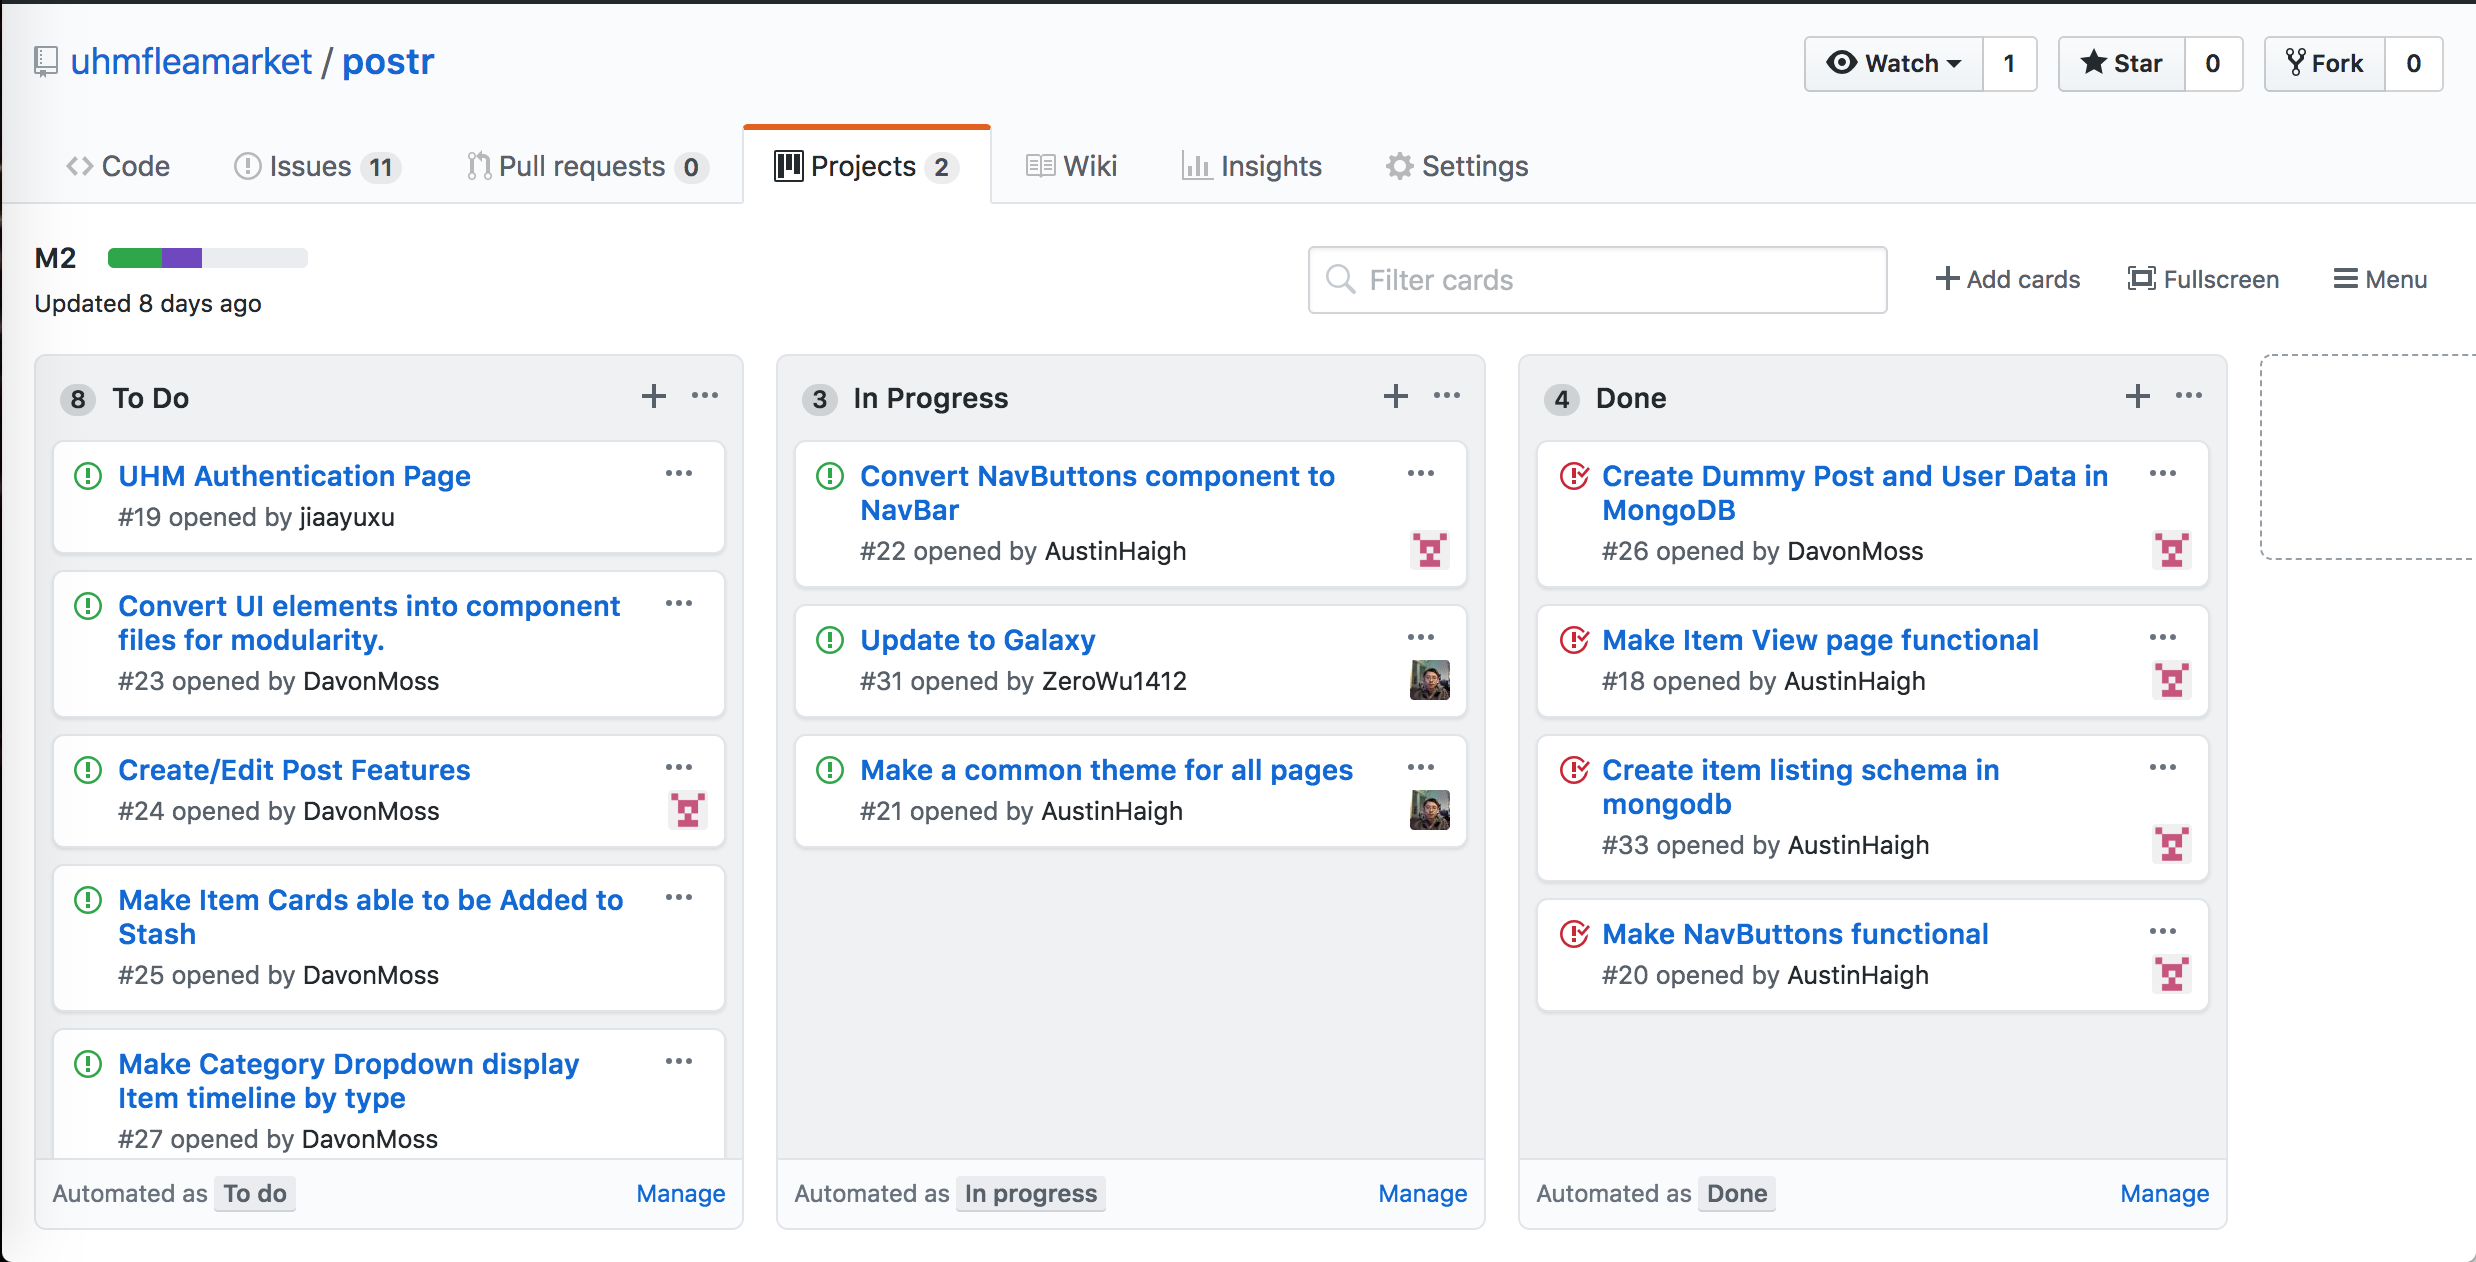 uhmfleamarket / postr
Watch 1
Star 0
Fork 0
Code
Issues 11
Pull requests 0
Projects 2
Wiki
Insights
Settings
M2
Updated 8 days ago
Filter cards
Add cards
Fullscreen
Menu
8 To Do
UHM Authentication Page
#19 opened by jiaayuxu
Convert UI elements into component
files for modularity.
#23 opened by DavonMoss
Create/Edit Post Features
#24 opened by DavonMoss
Make Item Cards able to be Added to
Stash
#25 opened by DavonMoss
Make Category Dropdown display
Item timeline by type
#27 opened by DavonMoss
Automated as To do
Manage
3 In Progress
Convert NavButtons component to
NavBar
#22 opened by AustinHaigh
Update to Galaxy
#31 opened by ZeroWu1412
Make a common theme for all pages
#21 opened by AustinHaigh
Automated as In progress
Manage
4 Done
Create Dummy Post and User Data in
MongoDB
#26 opened by DavonMoss
Make Item View page functional
#18 opened by AustinHaigh
Create item listing schema in
mongodb
#33 opened by AustinHaigh
Make NavButtons functional
#20 opened by AustinHaigh
Automated as Done
Manage